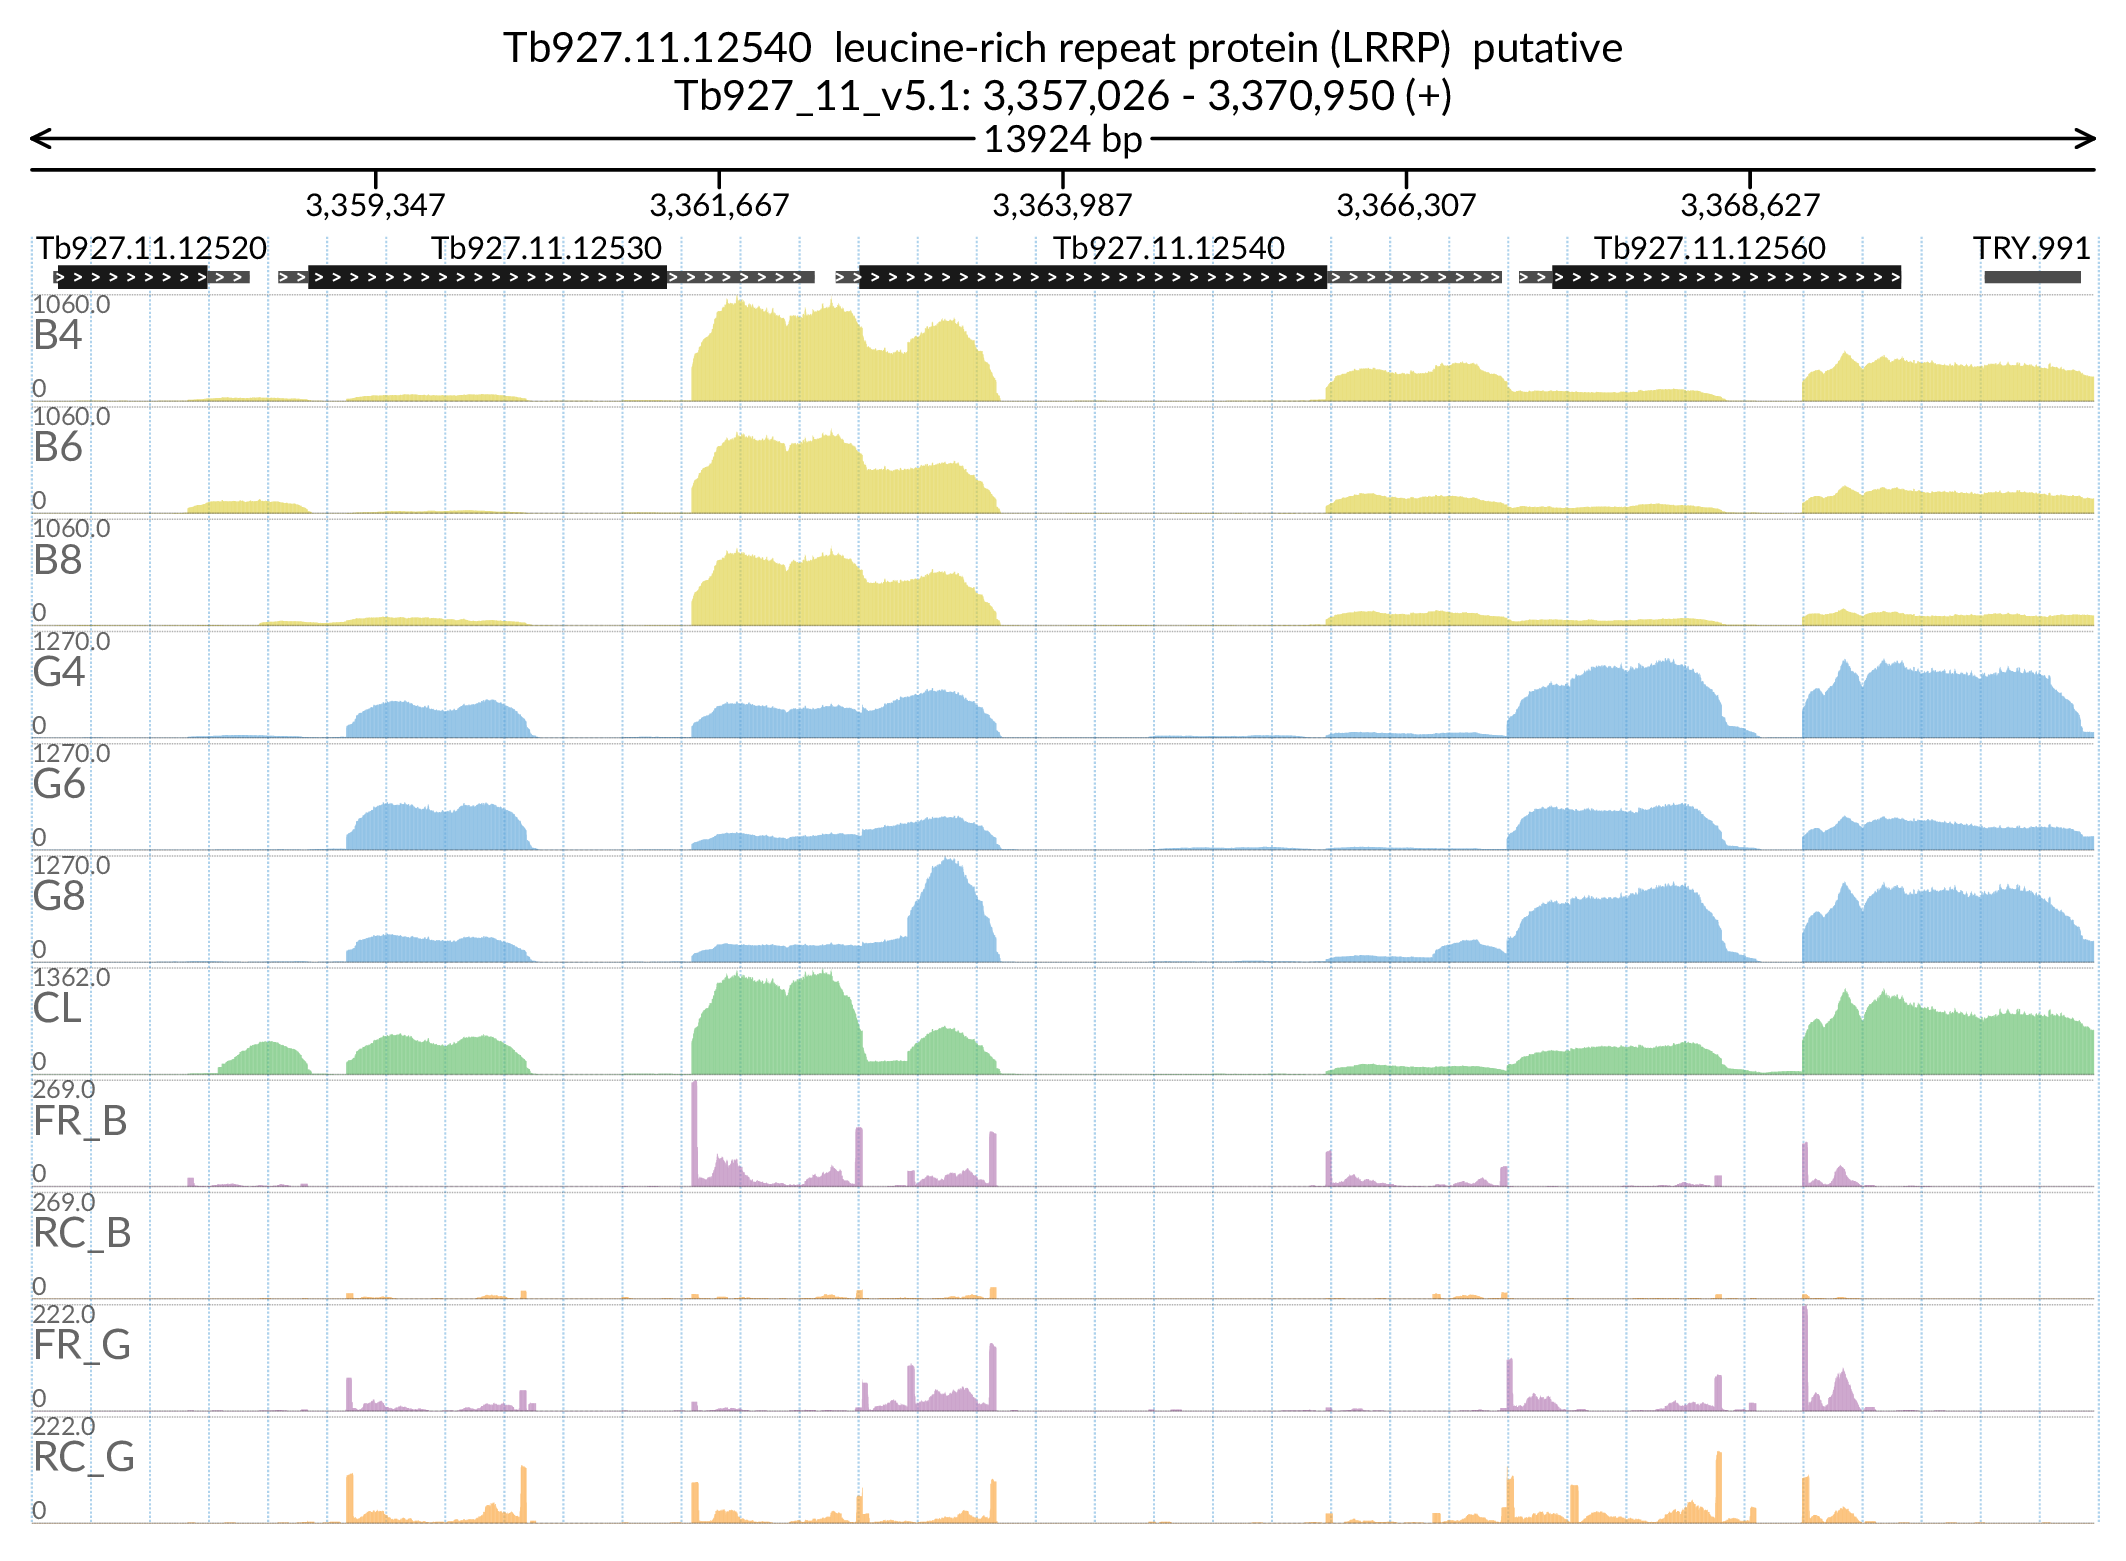 Tb927.11.12540 leucine-rich repeat protein (LRRP) putative
Tb927_11_v5.1: 3,357,026 - 3,370,950 (+)
13924 bp
3,359,347 3,361,667 3,363,987 3,366,307 3,368,627
Tb927.11.12520 Tb927.11.12530 Tb927.11.12540 Tb927.11.12560 TRY.991
1060.0
B4
0
1060.0
B6
0
1060.0
B8
0
1270.0
G4
0
1270.0
G6
0
1270.0
G8
0
1362.0
CL
0
269.0
FR_B
0
269.0
RC_B
0
222.0
FR_G
0
222.0
RC_G
0